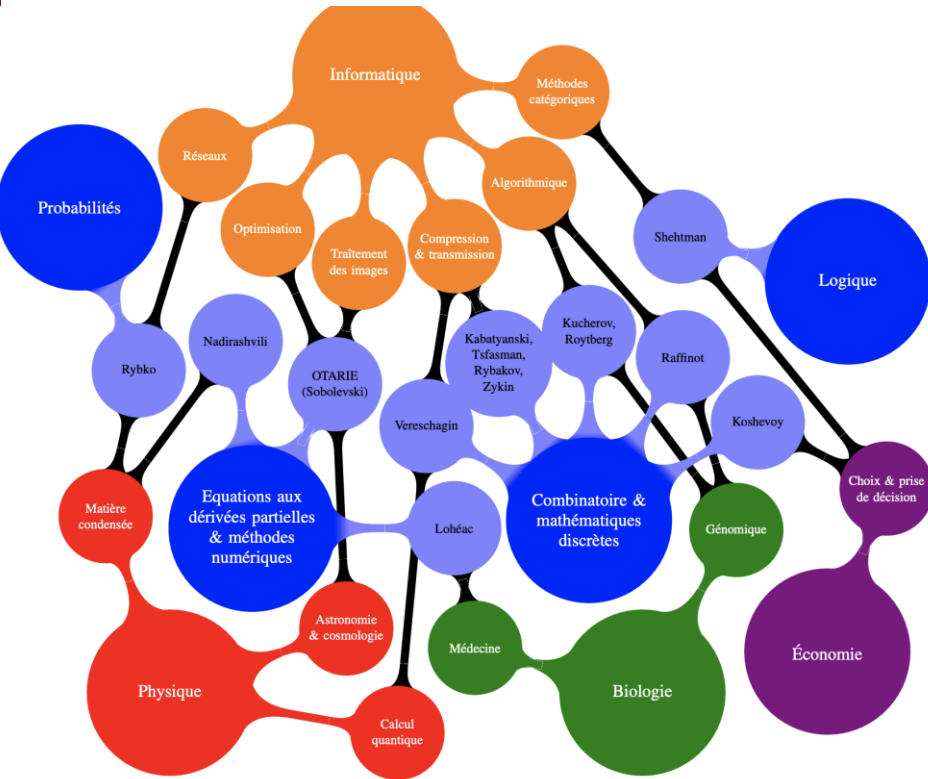 Informatique
Méthodes
catégoriques
Réseaux
Algorithmique
Probabilités
Optimisation
Traîtement
des images
Compression
& transmission
Shehtman
Logique
Nadirashvili
Rybko
OTARIE
(Sobolevski)
Kabatyanski,
Tsfasman,
Rybakov,
Zykin
Kucherov,
Roytberg
Raffinot
Vereschagin
Koshevoy
Matière
condensée
Equations aux
dérivées partielles
& méthodes
numériques
Lohéac
Combinatoire &
mathématiques
discrètes
Génomique
Choix & prise
de décision
Astronomie
& cosmologie
Médecine
Économie
Physique
Biologie
Calcul
quantique